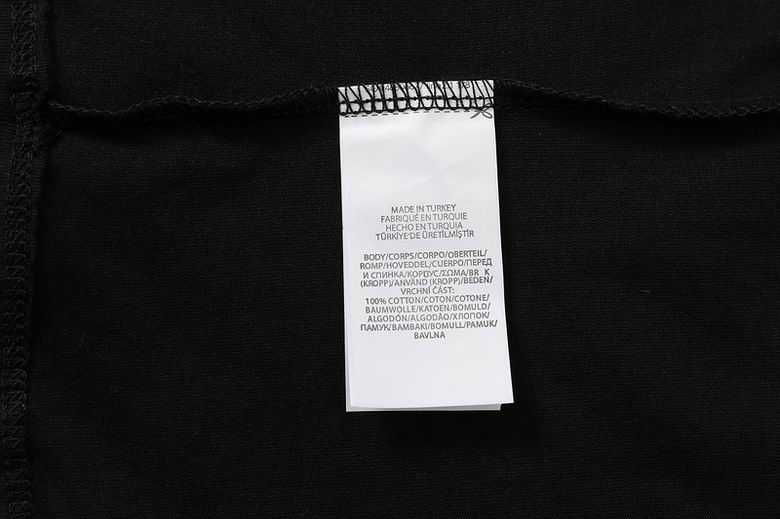 MADE IN TURKEY
FABRIQUÉ EN TURQUIE
HECHO EN TURQUIA
TÜRKİYE'DE ÜRETİLMİŞTİR
BODY/CORPS/CORPO/OBERTEIL/
ROMP/HOVEDDEL/CUERPO/ПЕРЕД
И СПИНКА/КОРПУС/ΣΩΜΑ/BR K
(KROPP)/ANVÄND (KROPP)/BEDEN/
VRCHNÍ ČÁST:
100% COTTON/COTON/COTONE/
BAUMWOLLE/KATOEN/BOMULD/
ALGODÓN/ALGODÃO/ХЛОПОК/
ПАМУК/BAMBAKI/BOMULL/PAMUK/
BAVLNA